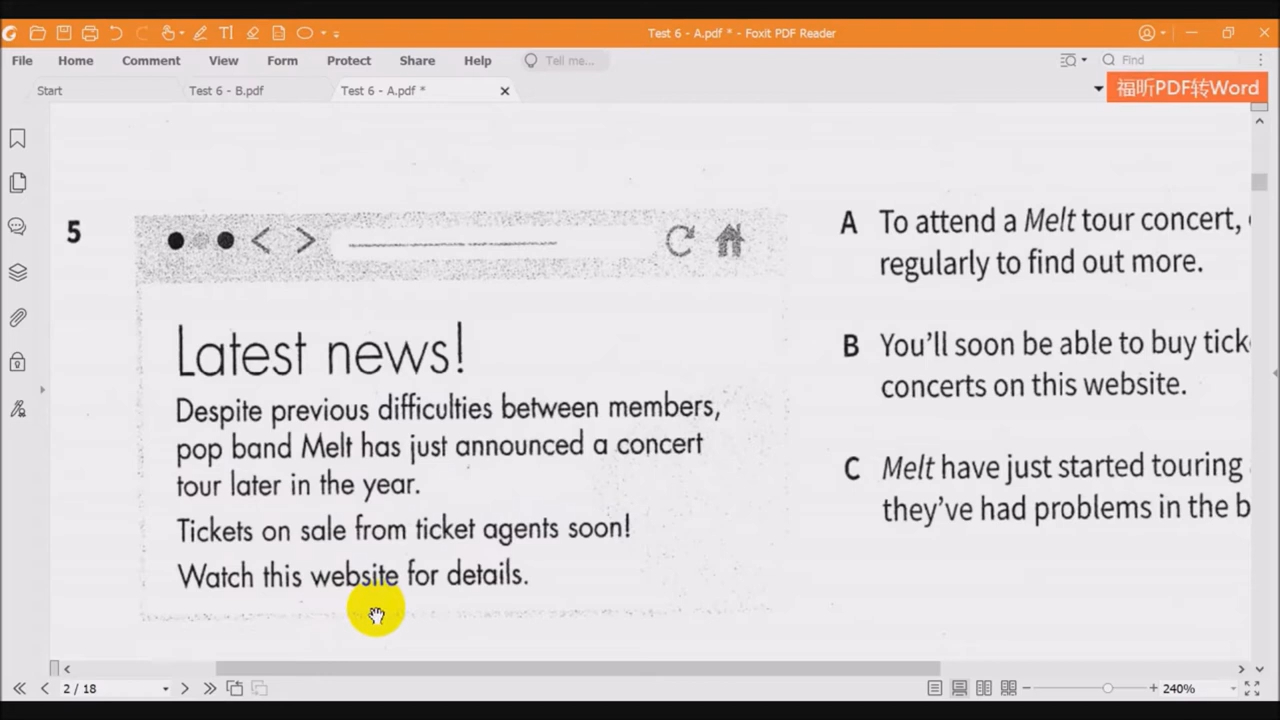 Test 6 - A.pdf * - Foxit PDF Reader
File Home Comment View Form Protect Share Help Tell me... Find
Start Test 6 - B.pdf Test 6 - A.pdf *
福昕PDF转Word
5
Latest news!
Despite previous difficulties between members,
pop band Melt has just announced a concert
tour later in the year.
Tickets on sale from ticket agents soon!
Watch this website for details.
A To attend a Melt tour concert,
regularly to find out more.
B You'll soon be able to buy
concerts on this website.
C Melt have just started touring
they've had problems in the
2 / 18
240%